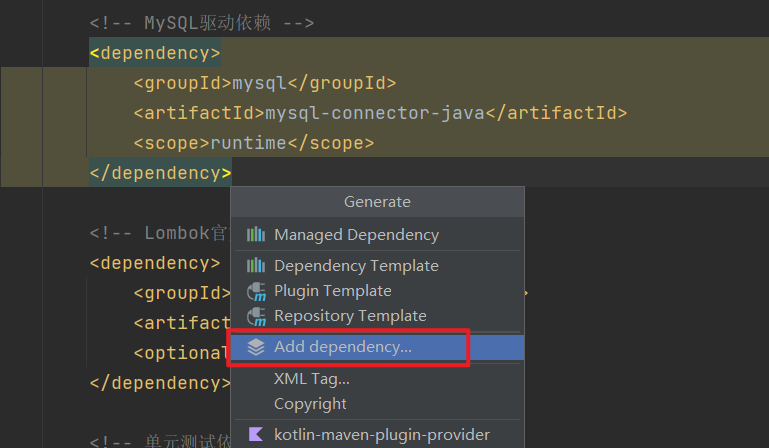 <!-- MySQL驱动依赖 -->
<dependency>
<groupId>mysql</groupId>
<artifactId>mysql-connector-java</artifactId>
<scope>runtime</scope>
</dependency>
Generate
Managed Dependency
<!-- Lombok官
<dependency>
Dependency Template
<groupId>
Plugin Template
<artifact
Repository Template
<optional
Add dependency...
</dependency>
XML Tag...
Copyright
<!-- 单元测试依
kotlin-maven-plugin-provider